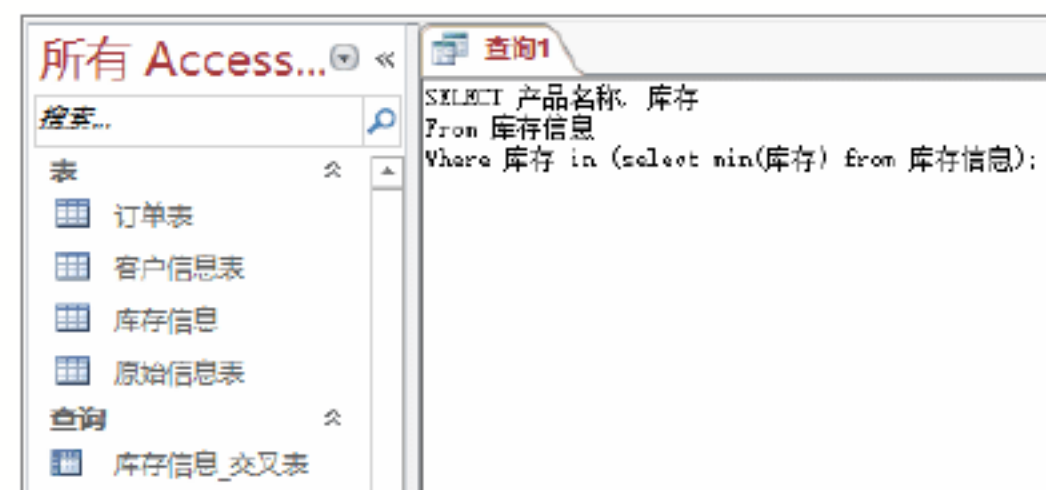 所有 Access... «
搜索...
表
订单表
客户信息表
库存信息
原始信息表
查询
库存信息_交叉表
查询1
SELECT 产品名称, 库存
From 库存信息
Where 库存 in (select min(库存) from 库存信息);